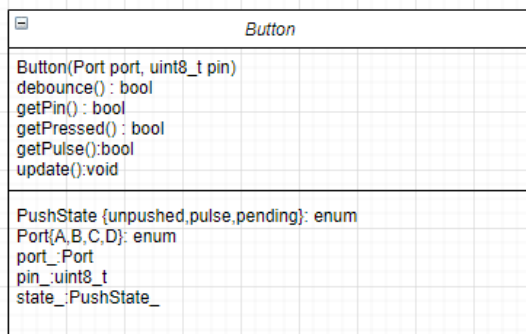 Button
Button(Port port, uint8_t pin)
debounce() : bool
getPin() : bool
getPressed() : bool
getPulse():bool
update():void
PushState {unpushed,pulse,pending}: enum
Port{A,B,C,D}: enum
port_:Port
pin_:uint8_t
state_:PushState_